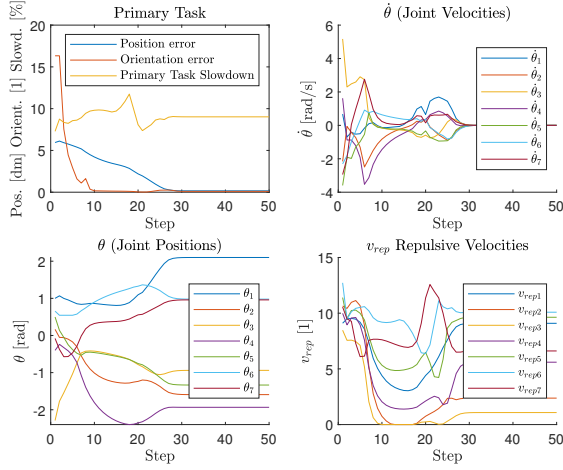 Primary Task
Pos. [dm] Orient. [1] Slowd. [%]
20
15
10
5
0
Position error
Orientation error
Primary Task Slowdown
0 10 20 30 40 50
Step
θ̇ (Joint Velocities)
θ̇ [rad/s]
6
4
2
0
-2
-4
θ̇1
θ̇2
θ̇3
θ̇4
θ̇5
θ̇6
θ̇7
0 10 20 30 40 50
Step
θ (Joint Positions)
θ [rad]
2
1
0
-1
-2
θ1
θ2
θ3
θ4
θ5
θ6
θ7
0 10 20 30 40 50
Step
vrep Repulsive Velocities
vrep [1]
15
10
5
0
vrep1
vrep2
vrep3
vrep4
vrep5
vrep6
vrep7
0 10 20 30 40 50
Step